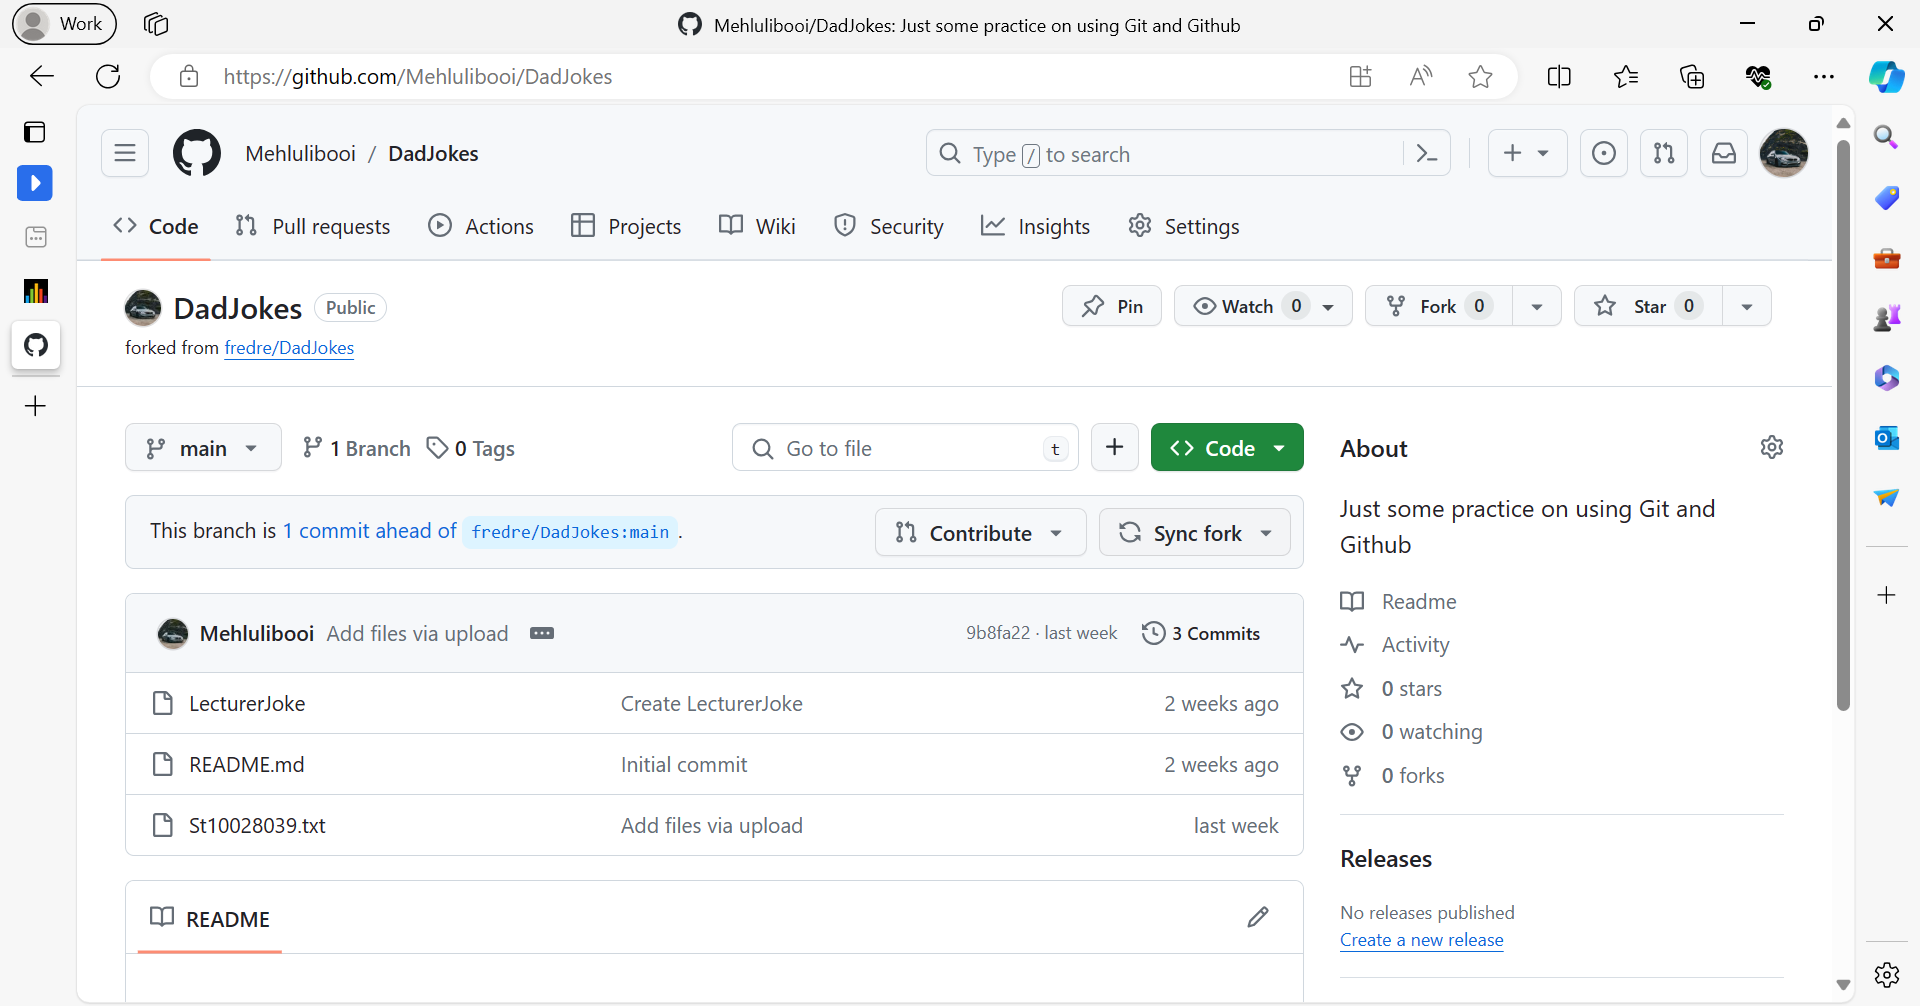 Work
Mehlulibooi/DadJokes: Just some practice on using Git and Github
https://github.com/Mehlulibooi/DadJokes
Mehlulibooi / DadJokes
Type / to search
Code
Pull requests
Actions
Projects
Wiki
Security
Insights
Settings
DadJokes
Public
Pin
Watch 0
Fork 0
Star 0
forked from fredre/DadJokes
main
1 Branch
0 Tags
Go to file
t
Code
This branch is 1 commit ahead of fredre/DadJokes:main .
Contribute
Sync fork
Mehlulibooi Add files via upload
9b8fa22 · last week
3 Commits
LecturerJoke
Create LecturerJoke
2 weeks ago
README.md
Initial commit
2 weeks ago
St10028039.txt
Add files via upload
last week
README
About
Just some practice on using Git and
Github
Readme
Activity
0 stars
0 watching
0 forks
Releases
No releases published
Create a new release